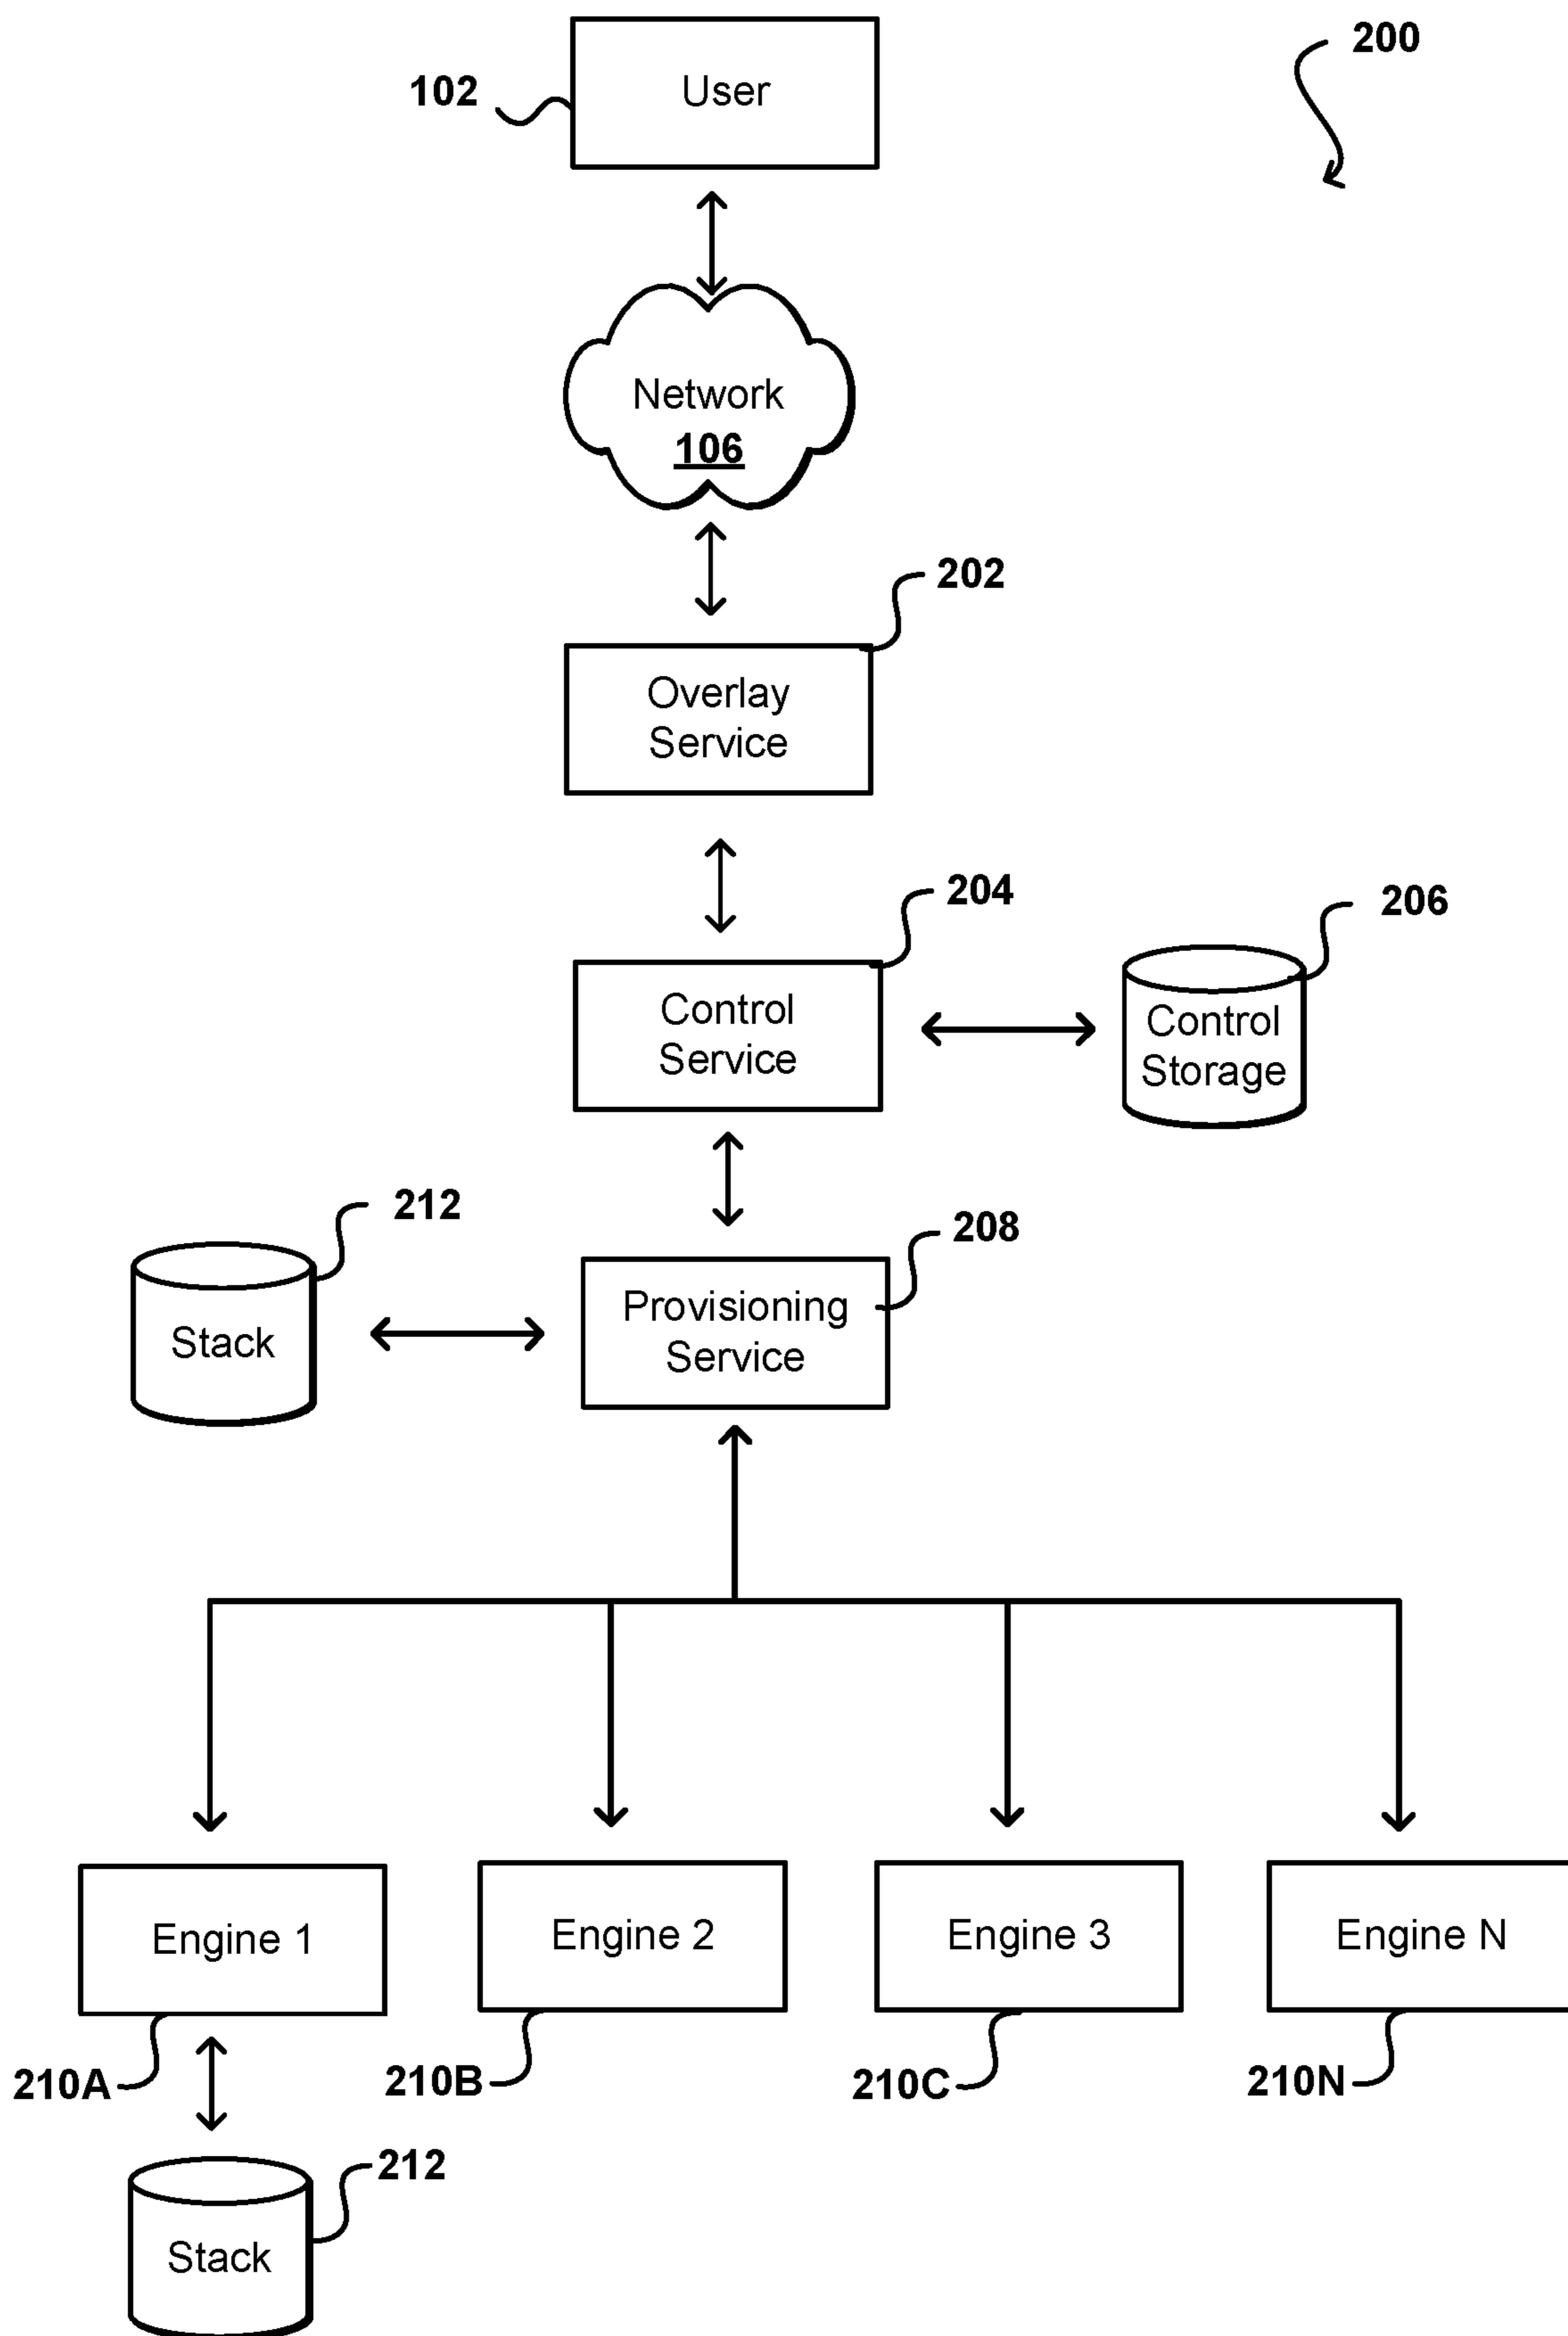 200
102
User
Network
106
202
Overlay
Service
204
206
Control
Service
Control
Storage
212
208
Stack
Provisioning
Service
Engine 1
Engine 2
Engine 3
Engine N
210A
210B
210C
210N
212
Stack